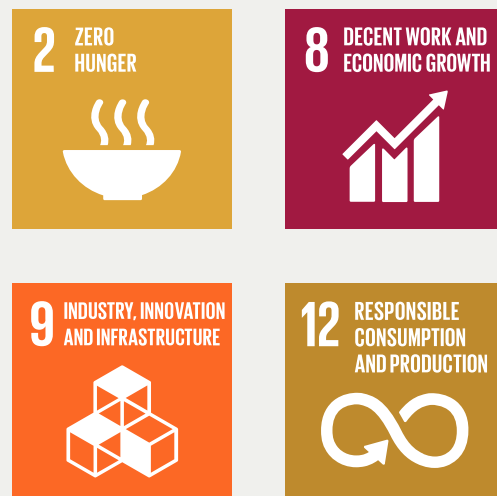 2 ZERO
HUNGER
8 DECENT WORK AND
ECONOMIC GROWTH
9 INDUSTRY, INNOVATION
AND INFRASTRUCTURE
12 RESPONSIBLE
CONSUMPTION
AND PRODUCTION